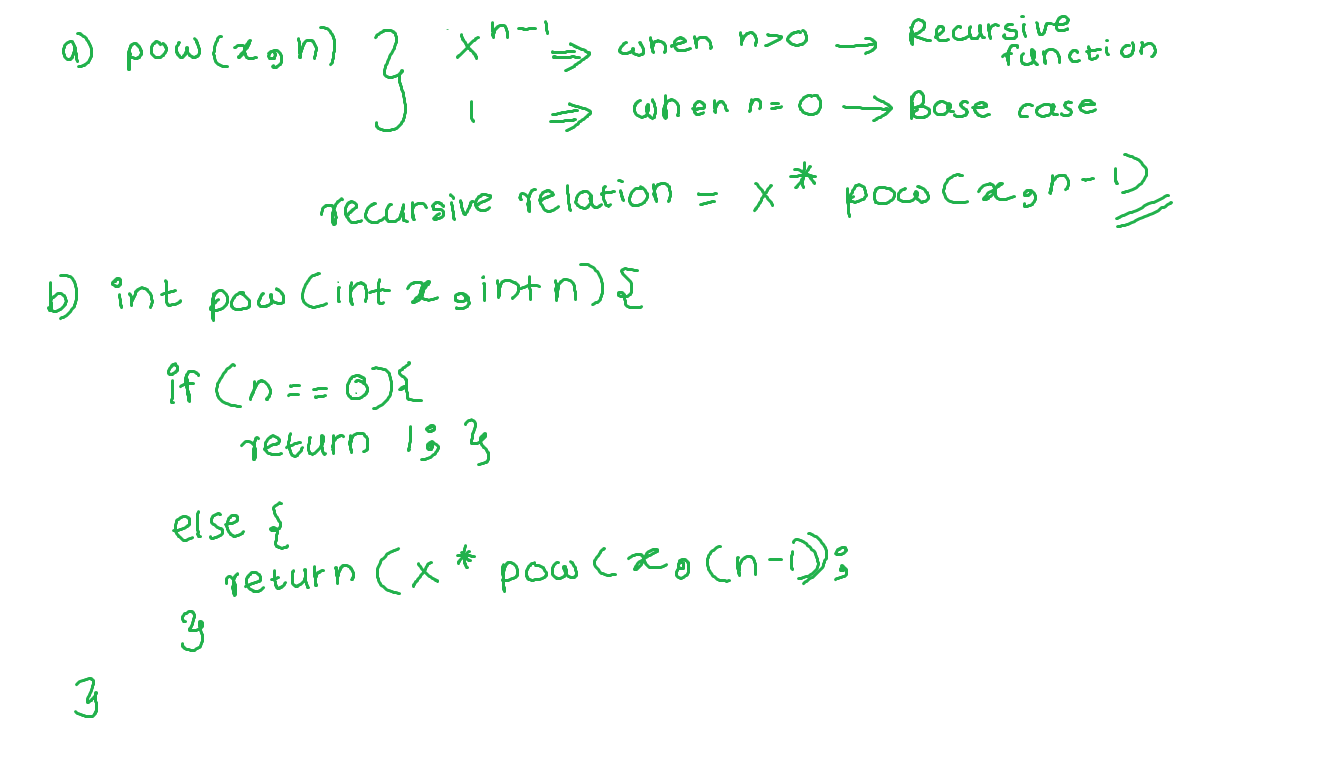 a) pow(x,n) } x^n-1 ⇒ when n>0 → Recursive function
1 ⇒ when n=0 → Base case
recursive relation = x * pow(x,n-1)
b) int pow(int x,int n){
if(n==0){
return 1; }
else {
return (x * pow(x,(n-1));
}
}